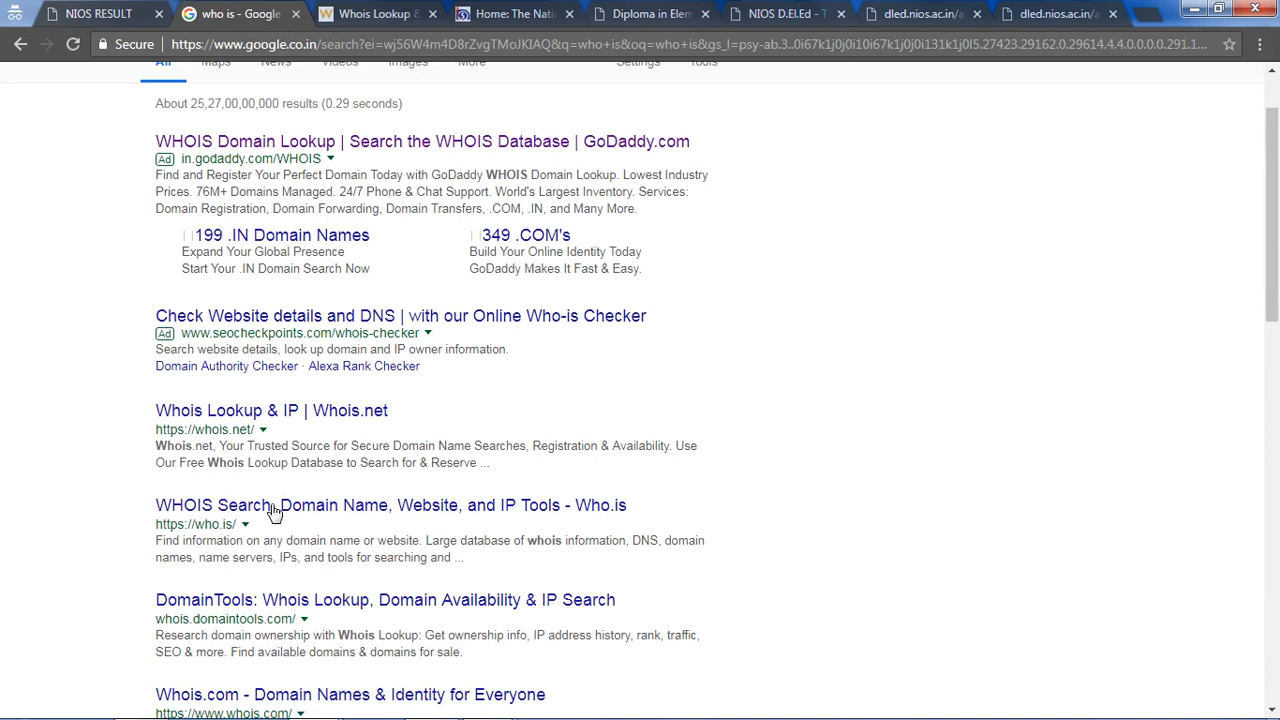 NIOS RESULT
who is - Google
Whois Lookup &
Home: The Nati
Diploma in Elem
NIOS D.El.Ed - T
dled.nios.ac.in/a
dled.nios.ac.in/a
Secure
https://www.google.co.in/search?ei=wj56W4m4D8rZvgTMoJKIAQ&q=who+is&oq=who+is&gs_l=psy-ab.3..0i67k1j0j0i10i67k1j0j0i131k1j0l5.27423.29162.0.29614.4.4.0.0.0.0.291.1...
All Maps News Videos Images More Settings Tools
About 25,27,00,00,000 results (0.29 seconds)
WHOIS Domain Lookup | Search the WHOIS Database | GoDaddy.com
Ad in.godaddy.com/WHOIS
Find and Register Your Perfect Domain Today with GoDaddy WHOIS Domain Lookup. Lowest Industry
Prices. 76M+ Domains Managed. 24/7 Phone & Chat Support. World's Largest Inventory. Services:
Domain Registration, Domain Forwarding, Domain Transfers, .COM, .IN, and Many More.
199 .IN Domain Names
Expand Your Global Presence
Start Your .IN Domain Search Now
349 .COM's
Build Your Online Identity Today
GoDaddy Makes It Fast & Easy.
Check Website details and DNS | with our Online Who-is Checker
Ad www.seocheckpoints.com/whois-checker
Search website details, look up domain and IP owner information.
Domain Authority Checker · Alexa Rank Checker
Whois Lookup & IP | Whois.net
https://whois.net/
Whois.net, Your Trusted Source for Secure Domain Name Searches, Registration & Availability. Use
Our Free Whois Lookup Database to Search for & Reserve ...
WHOIS Search, Domain Name, Website, and IP Tools - Who.is
https://who.is/
Find information on any domain name or website. Large database of whois information, DNS, domain
names, name servers, IPs, and tools for searching and ...
DomainTools: Whois Lookup, Domain Availability & IP Search
whois.domaintools.com/
Research domain ownership with Whois Lookup: Get ownership info, IP address history, rank, traffic,
SEO & more. Find available domains & domains for sale.
Whois.com - Domain Names & Identity for Everyone
https://www.whois.com/